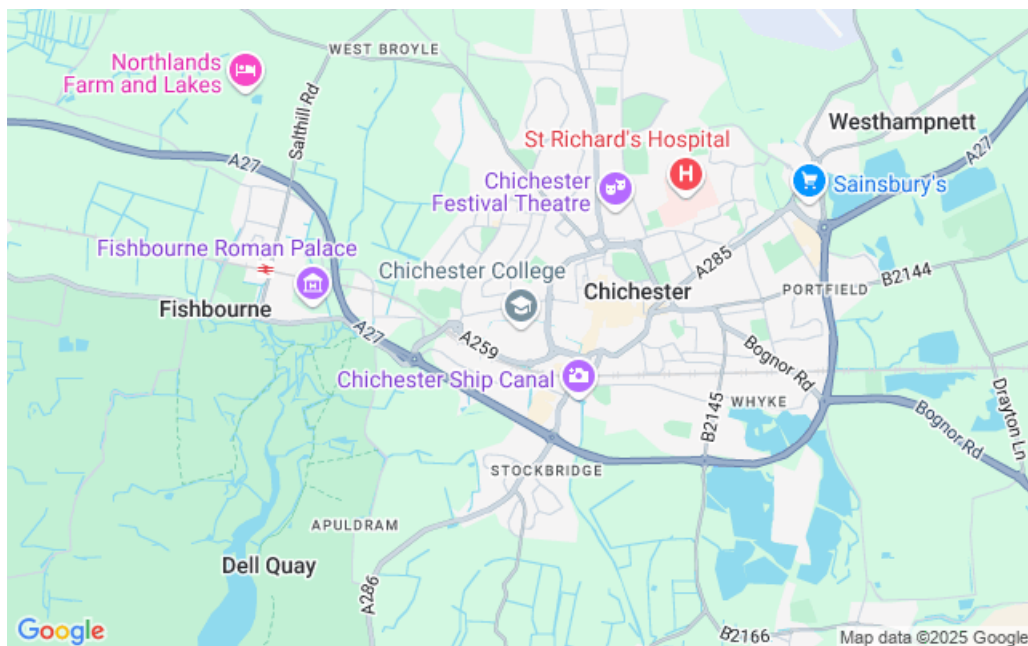 WEST BROYLE
Northlands
Farm and Lakes
Salthill Rd
A27
Westhampnett
A27
St Richard's Hospital
Sainsbury's
Chichester
Festival Theatre
Fishbourne Roman Palace
Chichester College
A285
B2144
Chichester
PORTFIELD
Fishbourne
A27
A259
Bognor Rd
Chichester Ship Canal
WHYKE
B2145
Bognor Rd
Drayton Ln
STOCKBRIDGE
APULDRAM
Dell Quay
A286
B2166
Google
Map data ©2025 Google